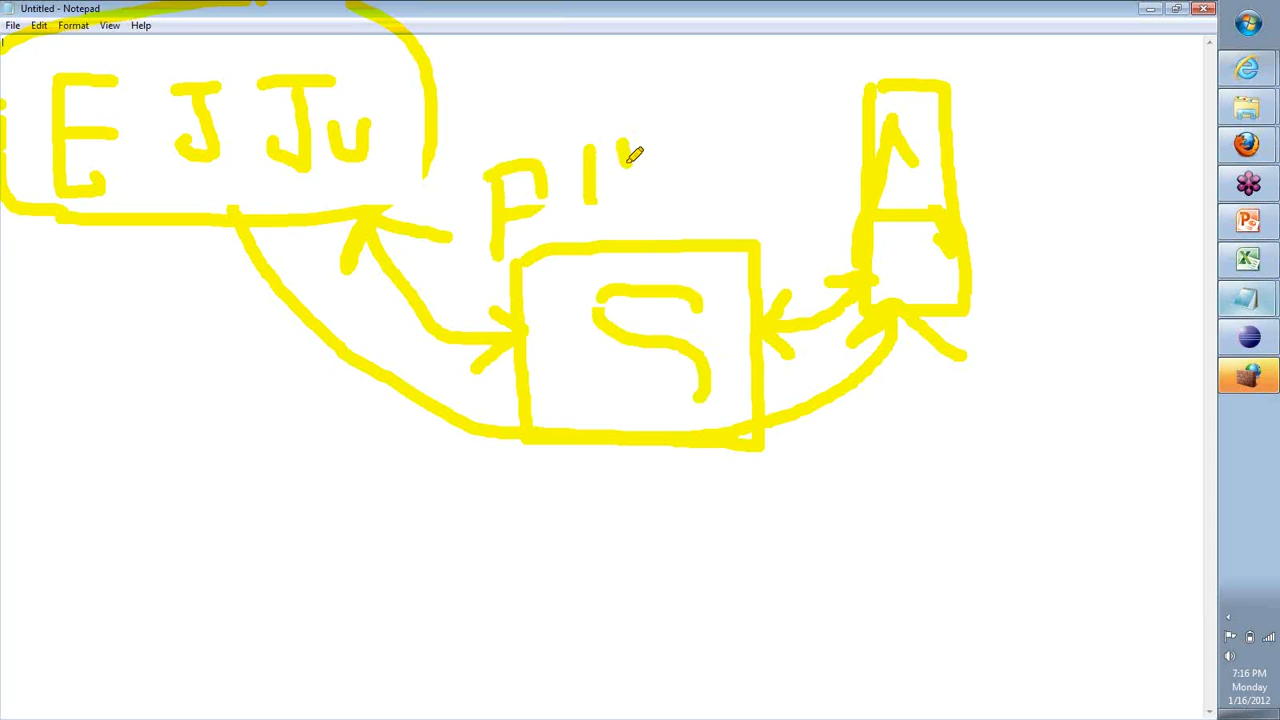 Untitled - Notepad
File Edit Format View Help
E J Ju
F I
S
A
7:16 PM
Monday
1/16/2012